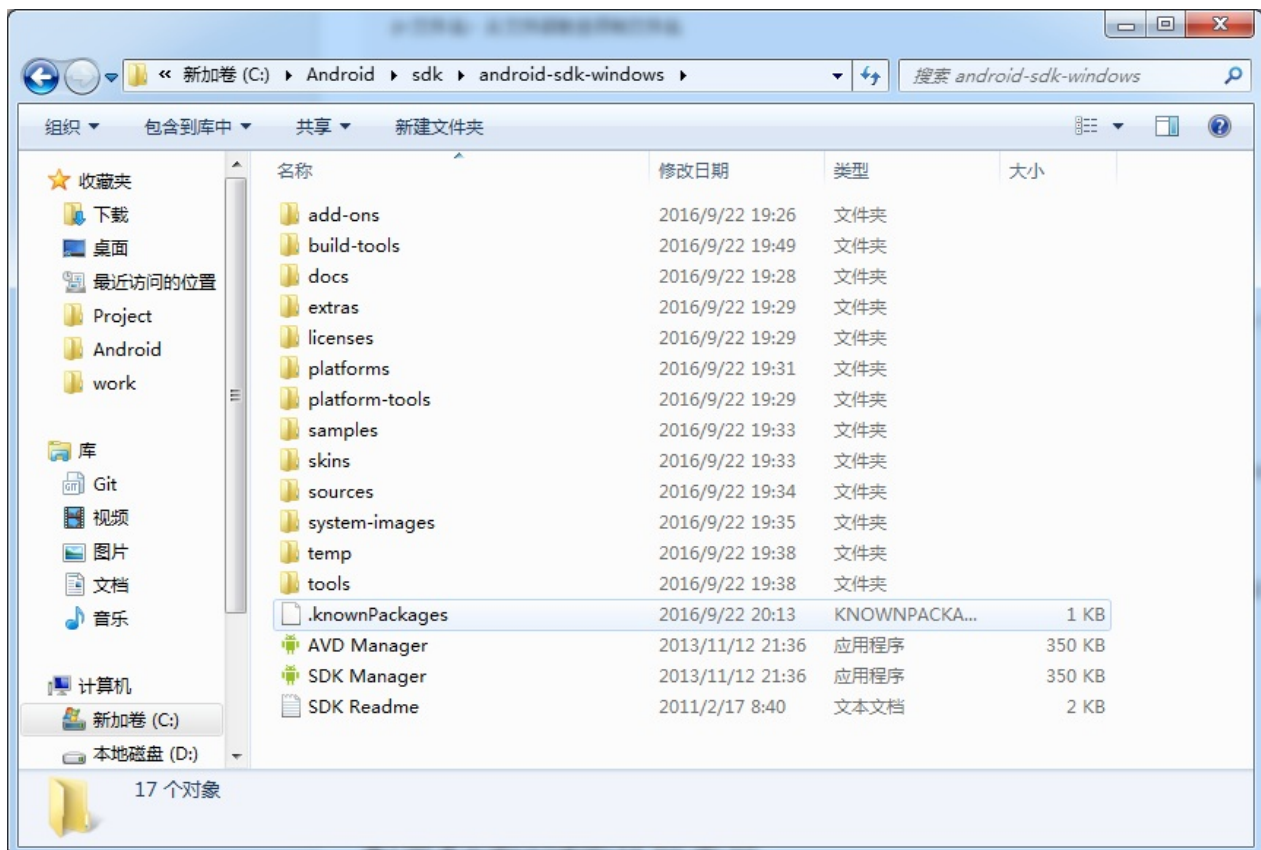 « 新加卷 (C:) ▸ Android ▸ sdk ▸ android-sdk-windows ▸
搜索 android-sdk-windows
组织 包含到库中 共享 新建文件夹
收藏夹
下载
桌面
最近访问的位置
Project
Android
work
库
Git
视频
图片
文档
音乐
计算机
新加卷 (C:)
本地磁盘 (D:)
名称 修改日期 类型 大小
add-ons 2016/9/22 19:26 文件夹
build-tools 2016/9/22 19:49 文件夹
docs 2016/9/22 19:28 文件夹
extras 2016/9/22 19:29 文件夹
licenses 2016/9/22 19:29 文件夹
platforms 2016/9/22 19:31 文件夹
platform-tools 2016/9/22 19:29 文件夹
samples 2016/9/22 19:33 文件夹
skins 2016/9/22 19:33 文件夹
sources 2016/9/22 19:34 文件夹
system-images 2016/9/22 19:35 文件夹
temp 2016/9/22 19:38 文件夹
tools 2016/9/22 19:38 文件夹
.knownPackages 2016/9/22 20:13 KNOWNPACKA... 1 KB
AVD Manager 2013/11/12 21:36 应用程序 350 KB
SDK Manager 2013/11/12 21:36 应用程序 350 KB
SDK Readme 2011/2/17 8:40 文本文档 2 KB
17 个对象